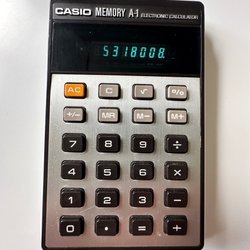 CASIO MEMORY A-1 ELECTRONIC CALCULATOR
5318008.
AC C √ %
+/− MR M− M+
7 8 9 ÷
4 5 6 ×
1 2 3 −
0 • = +